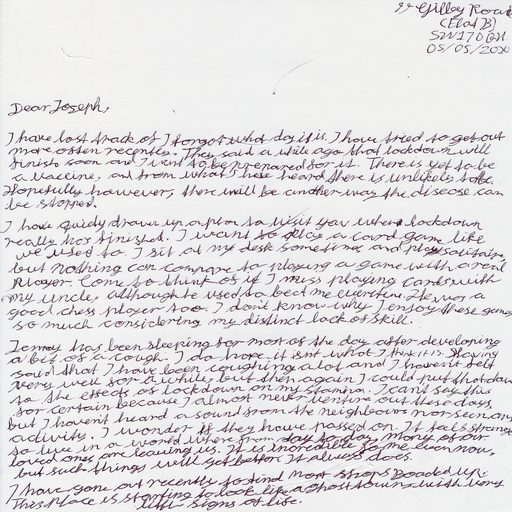 Gilbey Road
(Flat B)
SW17 0QH
05/05/2020
Dear Joseph,
I have lost track of I forgot what day it is. I have tried to get out
more often recently. They said a while ago that lockdown will
finish soon and I want to be prepared for it. There is yet to be
a vaccine, and from what I have heard there is unlikely to be.
Hopefully however, there will be another way the disease can
be stopped.
I have quickly drawn up a plan to visit you when lockdown
really has finished. I want to play a card game like
we used to. I sit at my desk sometimes and play solitaire,
but nothing can compare to playing a game with a real
player. Come to think of it I miss playing cards with
my uncle, although he used to beat me everytime. He was a
good chess player too. I don't know why I enjoy these games
so much considering my distinct lack of skill.
Jenny has been sleeping for most of the day after developing
a bit of a cough. I do hope it isnt what I think it is. Having
said that I have been coughing alot and I haven't felt
very well for a while, but then again I could put that down
to the effects of lockdown on my stamina. I can't say this
for certain because I almost never venture out these days,
but I haven't heard a sound from the neighbours nor seen any
activity. I wonder if they have passed on. It feels strange
to live in a world where from day to day, many of our
loved ones are leaving us. It is incredible to me even now,
but such things will get better. It always does.
I have gone out recently to find most shops boarded up.
This place is starting to look like a ghost town with very
little signs of life.